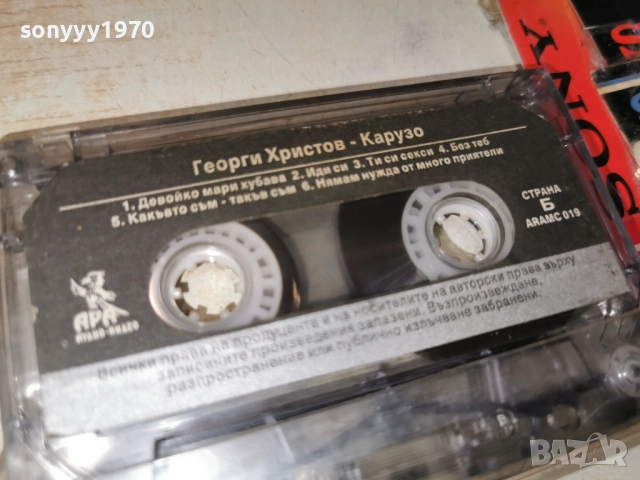 sonyyy1970
SONY
Георги Христов - Карузо
1. Девойко мари хубава 2. Иди си 3. Ти си секси 4. Без теб
5. Какъвто съм - такъв съм 6. Нямам нужда от много приятели
СТРАНА
Б
ARAMC 019
АРА
АУДИО-ВИДЕО
Всички права на продуцента и на носителите на авторски права върху
записаните произведения запазени. Възпроизвеждане,
разпространение или публично излъчване забранени.
BAZAR
bg